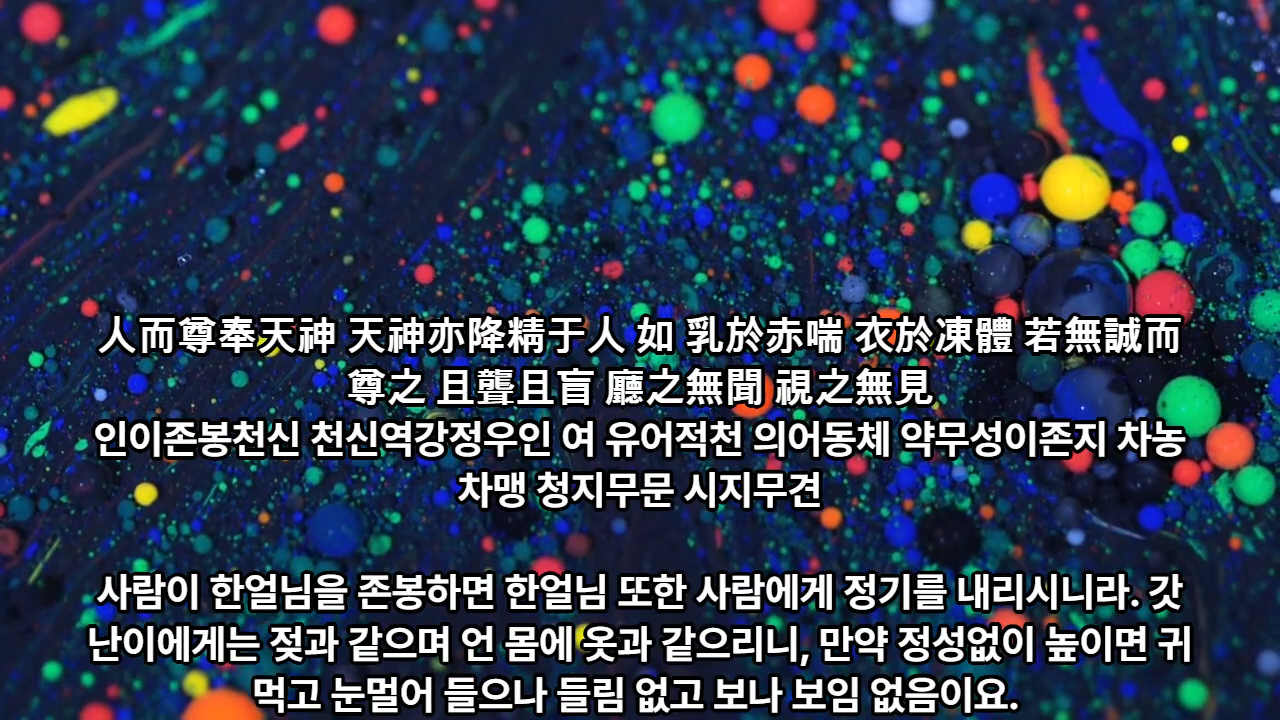 人而尊奉天神 天神亦降精于人 如 乳於赤喘 衣於凍體 若無誠而
尊之 且聾且盲 廳之無聞 視之無見
인이존봉천신 천신역강정우인 여 유어적천 의어동체 약무성이존지 차농
차맹 청지무문 시지무견
사람이 한얼님을 존봉하면 한얼님 또한 사람에게 정기를 내리시니라. 갓
난이에게는 젖과 같으며 언 몸에 옷과 같으리니, 만약 정성없이 높이면 귀
먹고 눈멀어 들으나 들림 없고 보나 보임 없음이요.